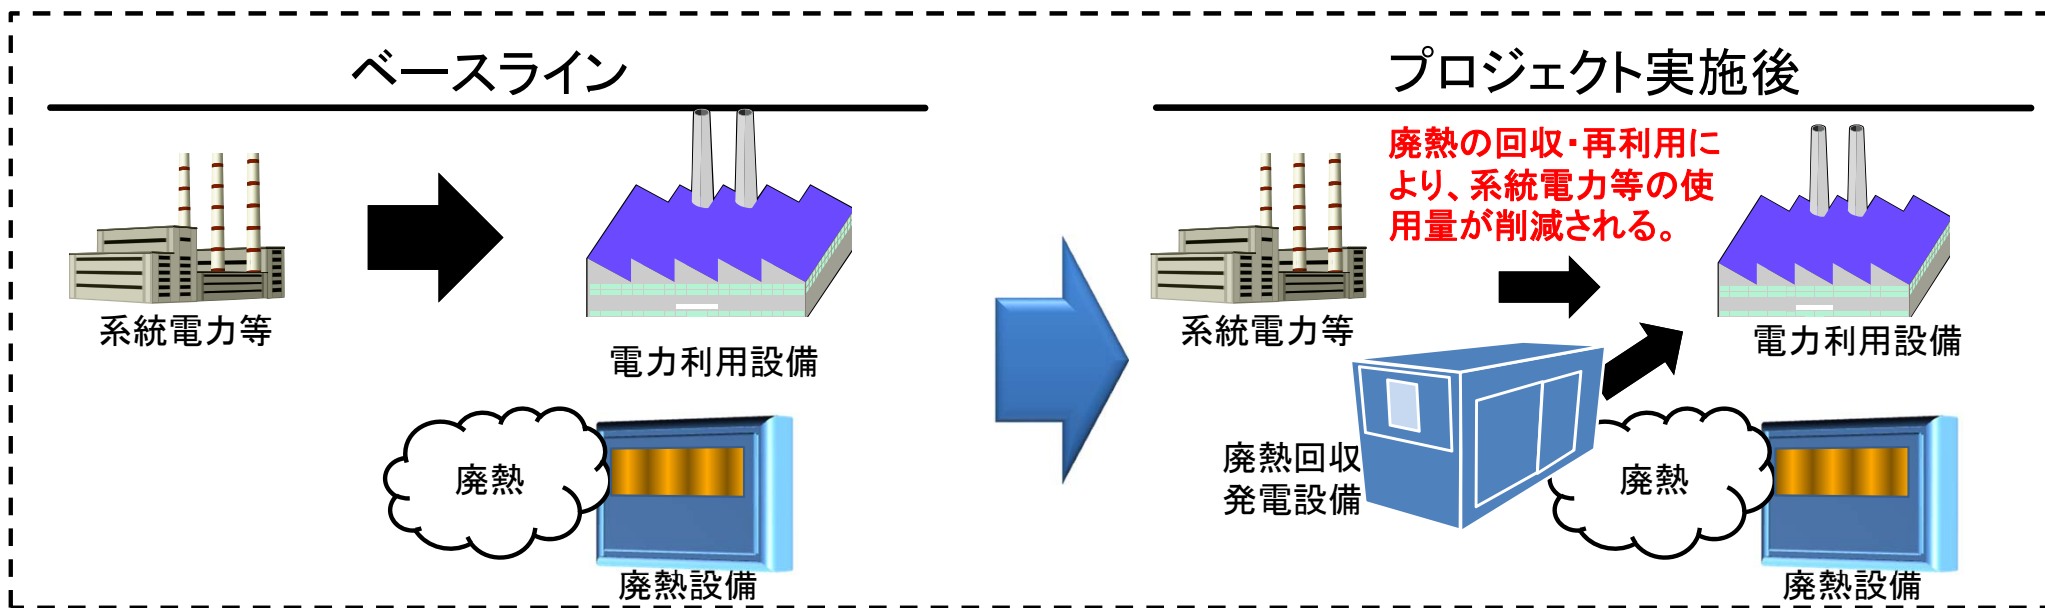 ベースライン
系統電力等
電力利用設備
廃熱
廃熱設備
プロジェクト実施後
廃熱の回収・再利用に
より、系統電力等の使
用量が削減される。
系統電力等
電力利用設備
廃熱回収
発電設備
廃熱
廃熱設備